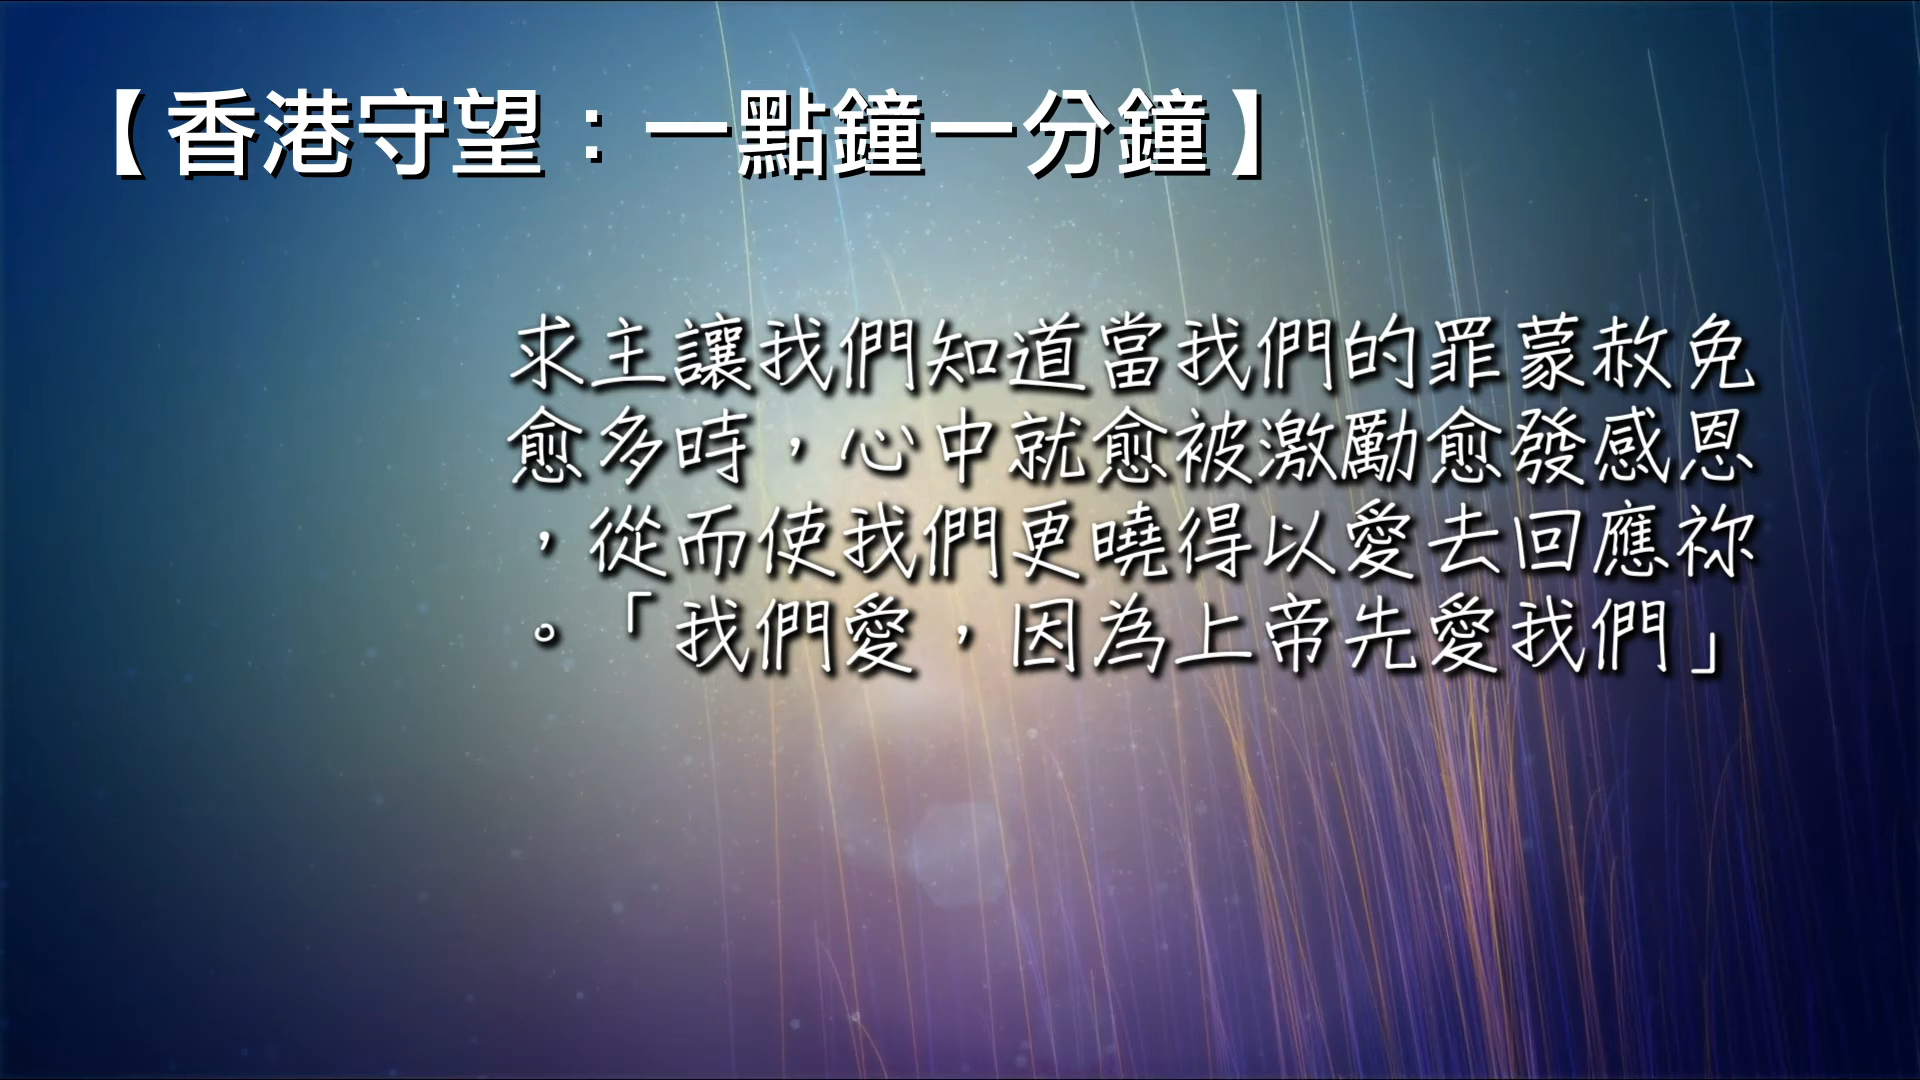 【香港守望：一點鐘一分鐘】
求主讓我們知道當我們的罪蒙赦免
愈多時，心中就愈被激勵愈發感恩
，從而使我們更曉得以愛去回應祢
。「我們愛，因為上帝先愛我們」